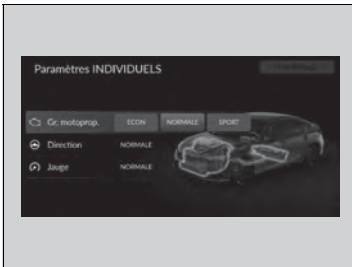 Paramètres INDIVIDUELS
Gr. motoprop. ECON NORMALE SPORT
Direction NORMALE
Jauge NORMALE